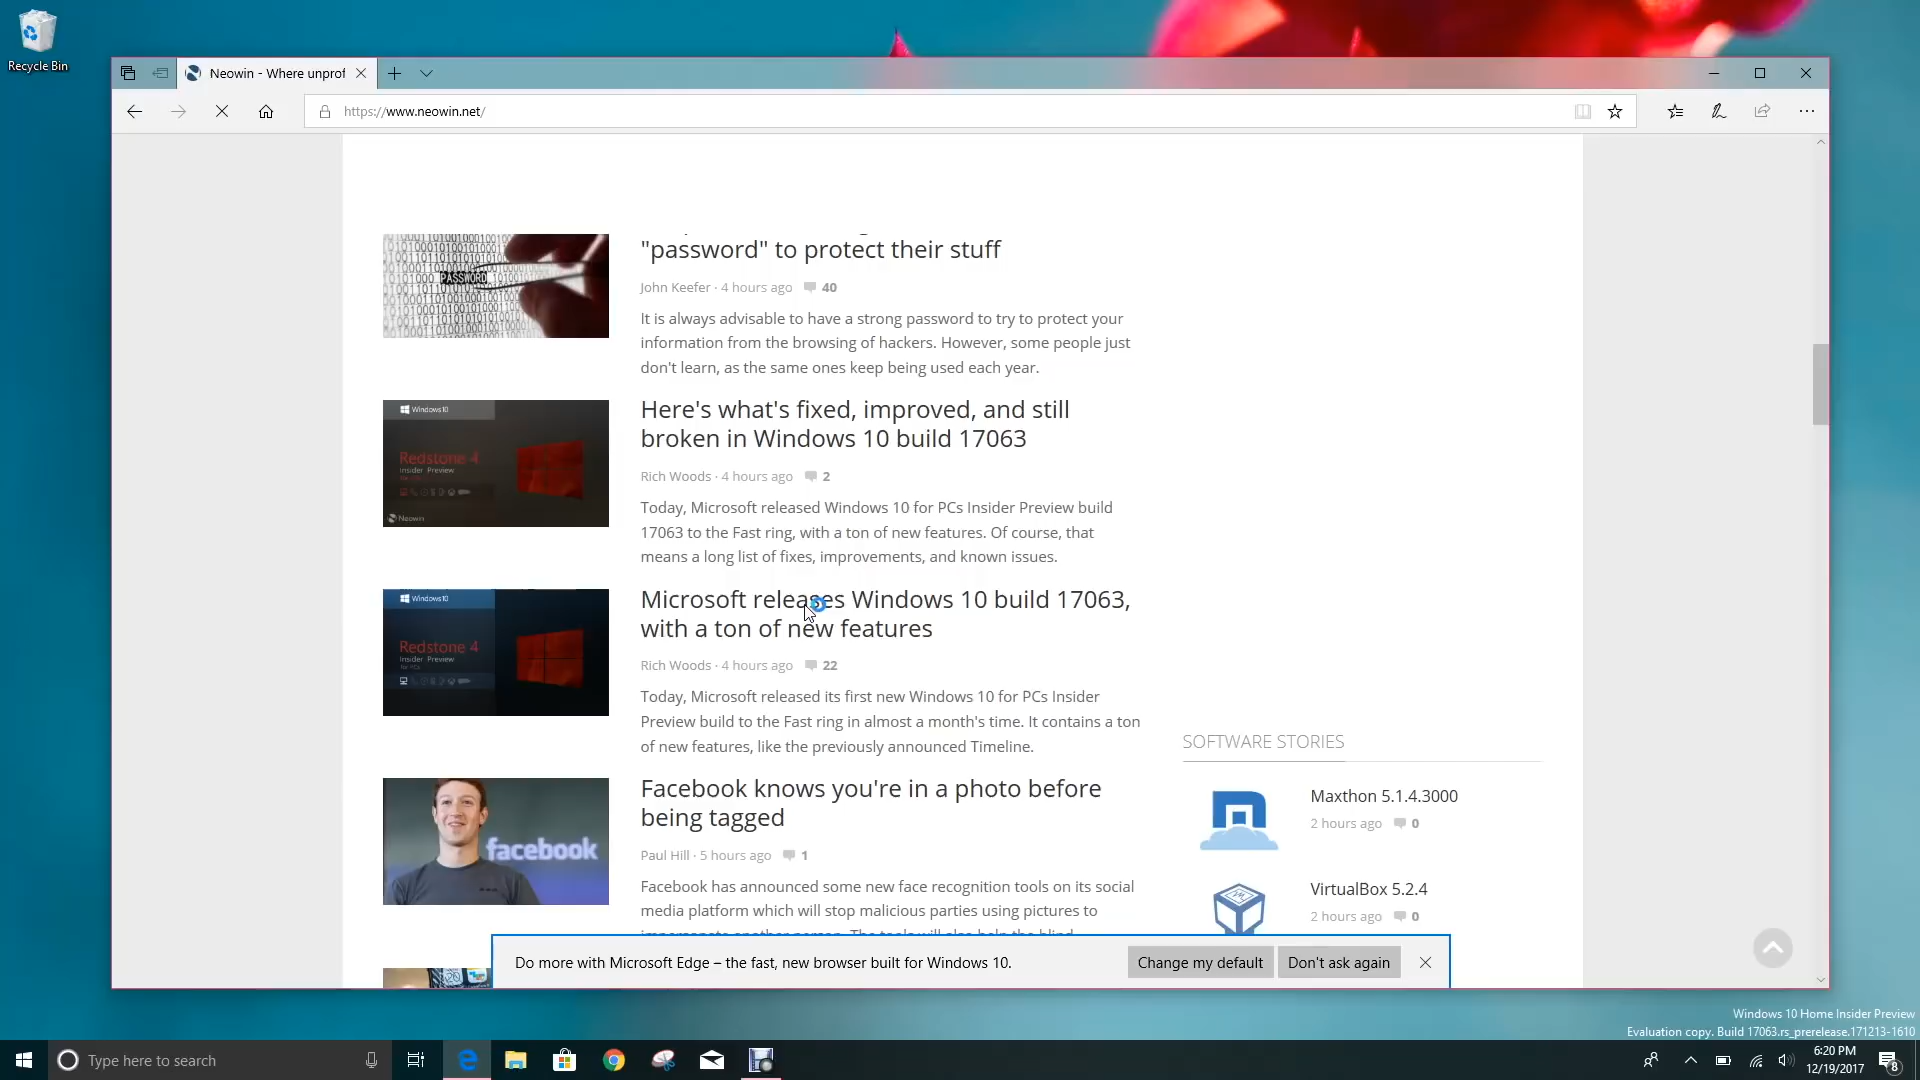 Recycle Bin
Neowin - Where unprof
https://www.neowin.net/
PASSWORD
"password" to protect their stuff
John Keefer · 4 hours ago 40
It is always advisable to have a strong password to try to protect your
information from the browsing of hackers. However, some people just
don't learn, as the same ones keep being used each year.
Windows10
Redstone 4
Insider Preview
Neowin
Here's what's fixed, improved, and still
broken in Windows 10 build 17063
Rich Woods · 4 hours ago 2
Today, Microsoft released Windows 10 for PCs Insider Preview build
17063 to the Fast ring, with a ton of new features. Of course, that
means a long list of fixes, improvements, and known issues.
Windows10
Redstone 4
Insider Preview
for PCs
Microsoft releases Windows 10 build 17063,
with a ton of new features
Rich Woods · 4 hours ago 22
Today, Microsoft released its first new Windows 10 for PCs Insider
Preview build to the Fast ring in almost a month's time. It contains a ton
of new features, like the previously announced Timeline.
facebook
Facebook knows you're in a photo before
being tagged
Paul Hill · 5 hours ago 1
Facebook has announced some new face recognition tools on its social
media platform which will stop malicious parties using pictures to
SOFTWARE STORIES
Maxthon 5.1.4.3000
2 hours ago 0
VirtualBox 5.2.4
2 hours ago 0
Do more with Microsoft Edge – the fast, new browser built for Windows 10.
Change my default
Don't ask again
Windows 10 Home Insider Preview
Evaluation copy. Build 17063.rs_prerelease.171213-1610
Type here to search
6:20 PM
12/19/2017
8